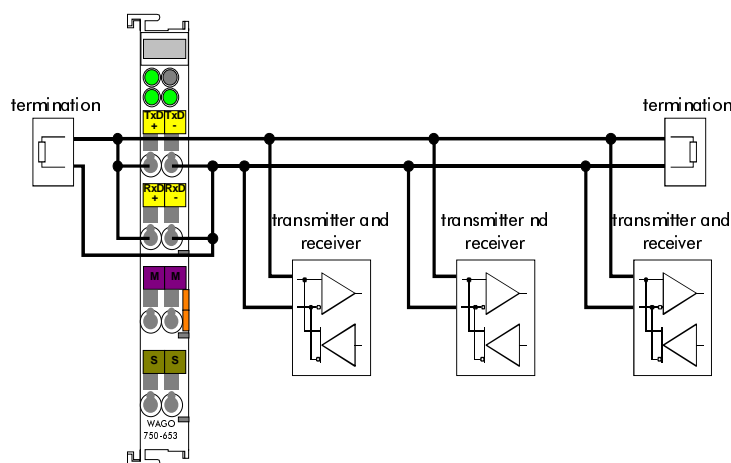 termination
termination
TxD TxD
+ -
RxD RxD
+ -
transmitter and
receiver
transmitter nd
receiver
transmitter and
receiver
M M
S S
WAGO
750-653